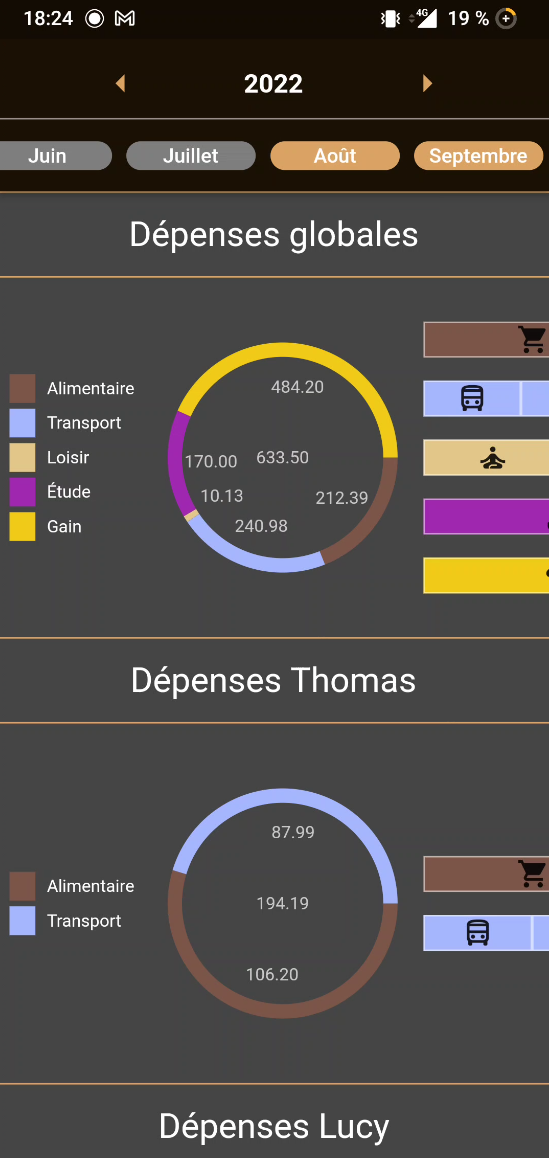 18:24 4G 19 %
2022
Juin Juillet Août Septembre
Dépenses globales
Alimentaire
Transport
Loisir
Étude
Gain
484.20
170.00 633.50
10.13 212.39
240.98
Dépenses Thomas
Alimentaire
Transport
87.99
194.19
106.20
Dépenses Lucy